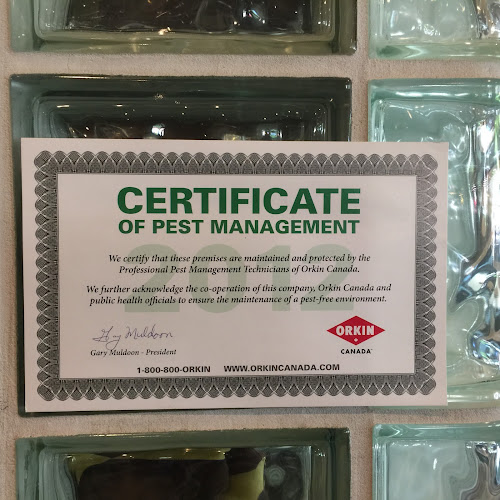 CERTIFICATE
OF PEST MANAGEMENT
2012
We certify that these premises are maintained and protected by the
Professional Pest Management Technicians of Orkin Canada.
We further acknowledge the co-operation of this company, Orkin Canada and
public health officials to ensure the maintenance of a pest-free environment.
Gary Muldoon
Gary Muldoon - President
ORKIN
CANADA
1-800-800-ORKIN WWW.ORKINCANADA.COM